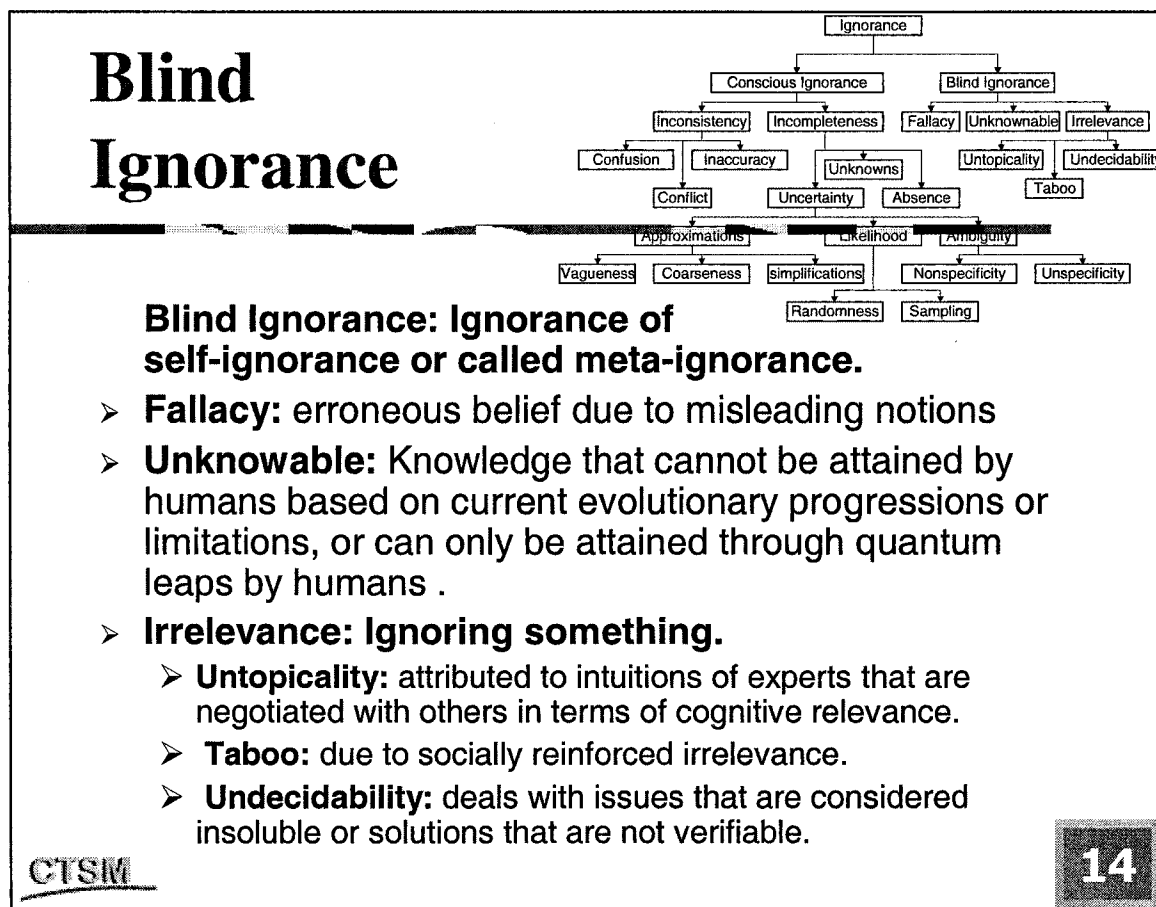 Blind
Ignorance
Ignorance
Conscious Ignorance
Blind Ignorance
Inconsistency
Incompleteness
Fallacy
Unknownable
Irrelevance
Confusion
Inaccuracy
Unknowns
Untopicality
Undecidability
Conflict
Uncertainty
Absence
Taboo
Approximations
Likelihood
Ambiguity
Vagueness
Coarseness
simplifications
Nonspecificity
Unspecificity
Randomness
Sampling
Blind Ignorance: Ignorance of
self-ignorance or called meta-ignorance.
➢ Fallacy: erroneous belief due to misleading notions
➢ Unknowable: Knowledge that cannot be attained by
humans based on current evolutionary progressions or
limitations, or can only be attained through quantum
leaps by humans .
➢ Irrelevance: Ignoring something.
➢ Untopicality: attributed to intuitions of experts that are
negotiated with others in terms of cognitive relevance.
➢ Taboo: due to socially reinforced irrelevance.
➢ Undecidability: deals with issues that are considered
insoluble or solutions that are not verifiable.
CTSM
14